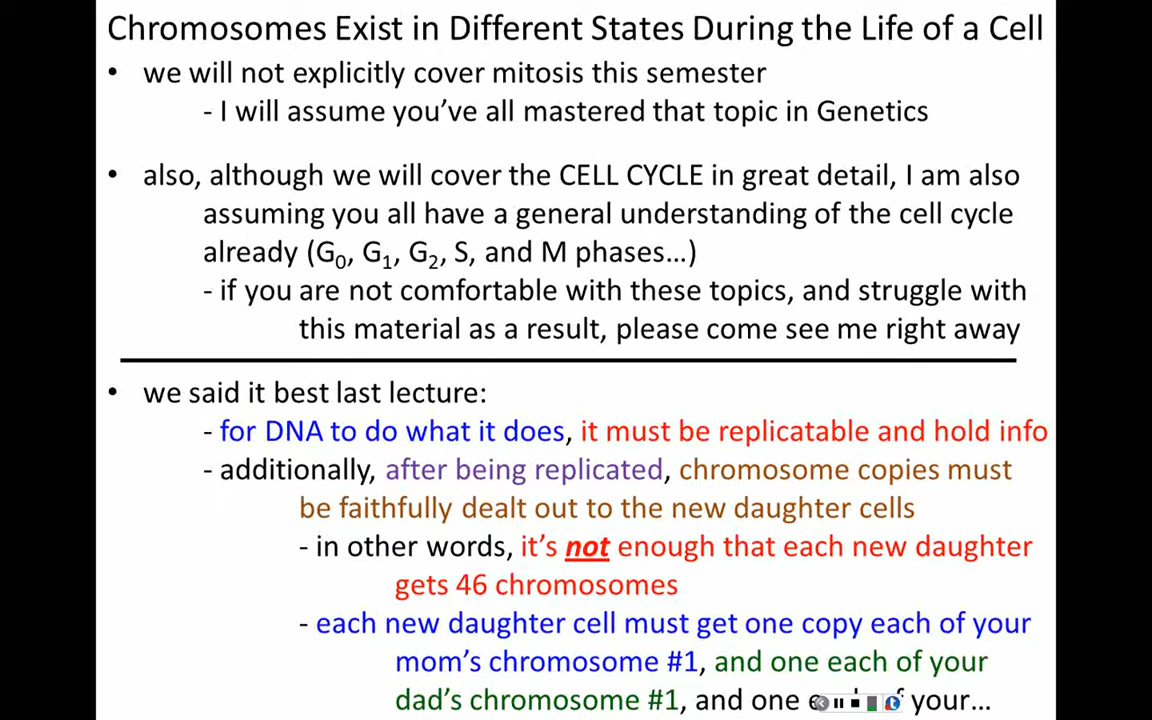 Chromosomes Exist in Different States During the Life of a Cell
• we will not explicitly cover mitosis this semester
- I will assume you've all mastered that topic in Genetics
• also, although we will cover the CELL CYCLE in great detail, I am also
assuming you all have a general understanding of the cell cycle
already (G₀, G₁, G₂, S, and M phases…)
- if you are not comfortable with these topics, and struggle with
this material as a result, please come see me right away
• we said it best last lecture:
- for DNA to do what it does, it must be replicatable and hold info
- additionally, after being replicated, chromosome copies must
be faithfully dealt out to the new daughter cells
- in other words, it's not enough that each new daughter
gets 46 chromosomes
- each new daughter cell must get one copy each of your
mom's chromosome #1, and one each of your
dad's chromosome #1, and one of your…